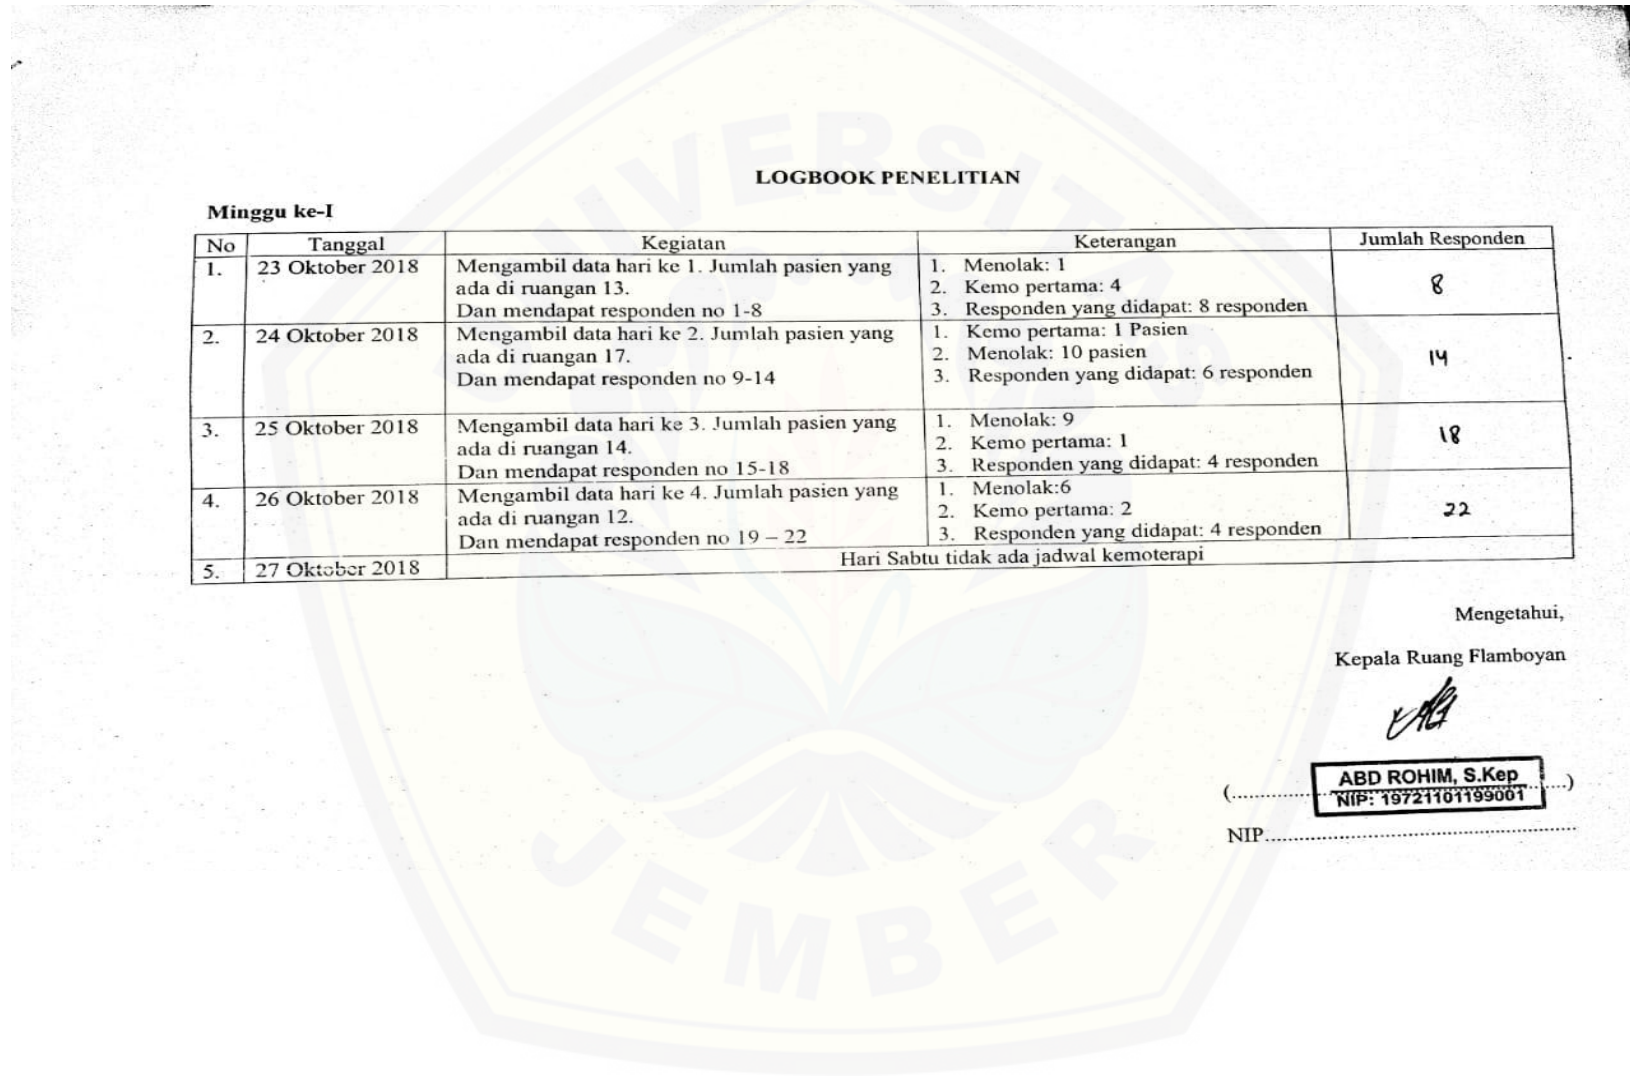 LOGBOOK PENELITIAN
Minggu ke-I
No Tanggal Kegiatan Keterangan Jumlah Responden
1. 23 Oktober 2018 Mengambil data hari ke 1. Jumlah pasien yang 1. Menolak: 1 8
ada di ruangan 13. 2. Kemo pertama: 4
Dan mendapat responden no 1-8 3. Responden yang didapat: 8 responden
2. 24 Oktober 2018 Mengambil data hari ke 2. Jumlah pasien yang 1. Kemo pertama: 1 Pasien 14
ada di ruangan 17. 2. Menolak: 10 pasien
Dan mendapat responden no 9-14 3. Responden yang didapat: 6 responden
3. 25 Oktober 2018 Mengambil data hari ke 3. Jumlah pasien yang 1. Menolak: 9 18
ada di ruangan 14. 2. Kemo pertama: 1
Dan mendapat responden no 15-18 3. Responden yang didapat: 4 responden
4. 26 Oktober 2018 Mengambil data hari ke 4. Jumlah pasien yang 1. Menolak:6 22
ada di ruangan 12. 2. Kemo pertama: 2
Dan mendapat responden no 19 – 22 3. Responden yang didapat: 4 responden
5. 27 Oktober 2018 Hari Sabtu tidak ada jadwal kemoterapi
Mengetahui,
Kepala Ruang Flamboyan
(.................ABD ROHIM, S.Kep......)
NIP: 19721101199001
NIP.......................................................
UNIVERSITAS
JEMBER